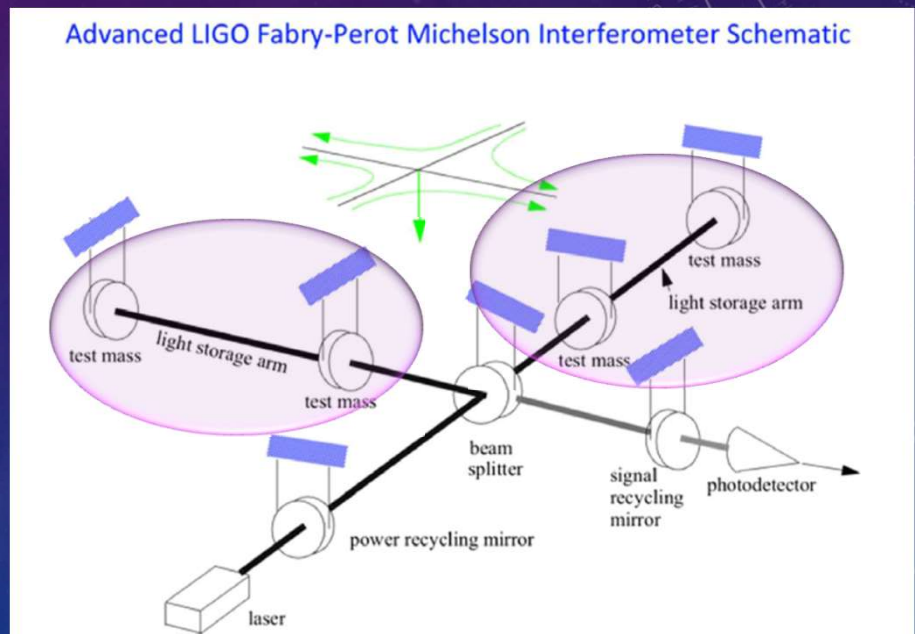 Advanced LIGO Fabry-Perot Michelson Interferometer Schematic
test mass
light storage arm
test mass
light storage arm
test mass
test mass
beam
splitter
signal
recycling
mirror
photodetector
power recycling mirror
laser